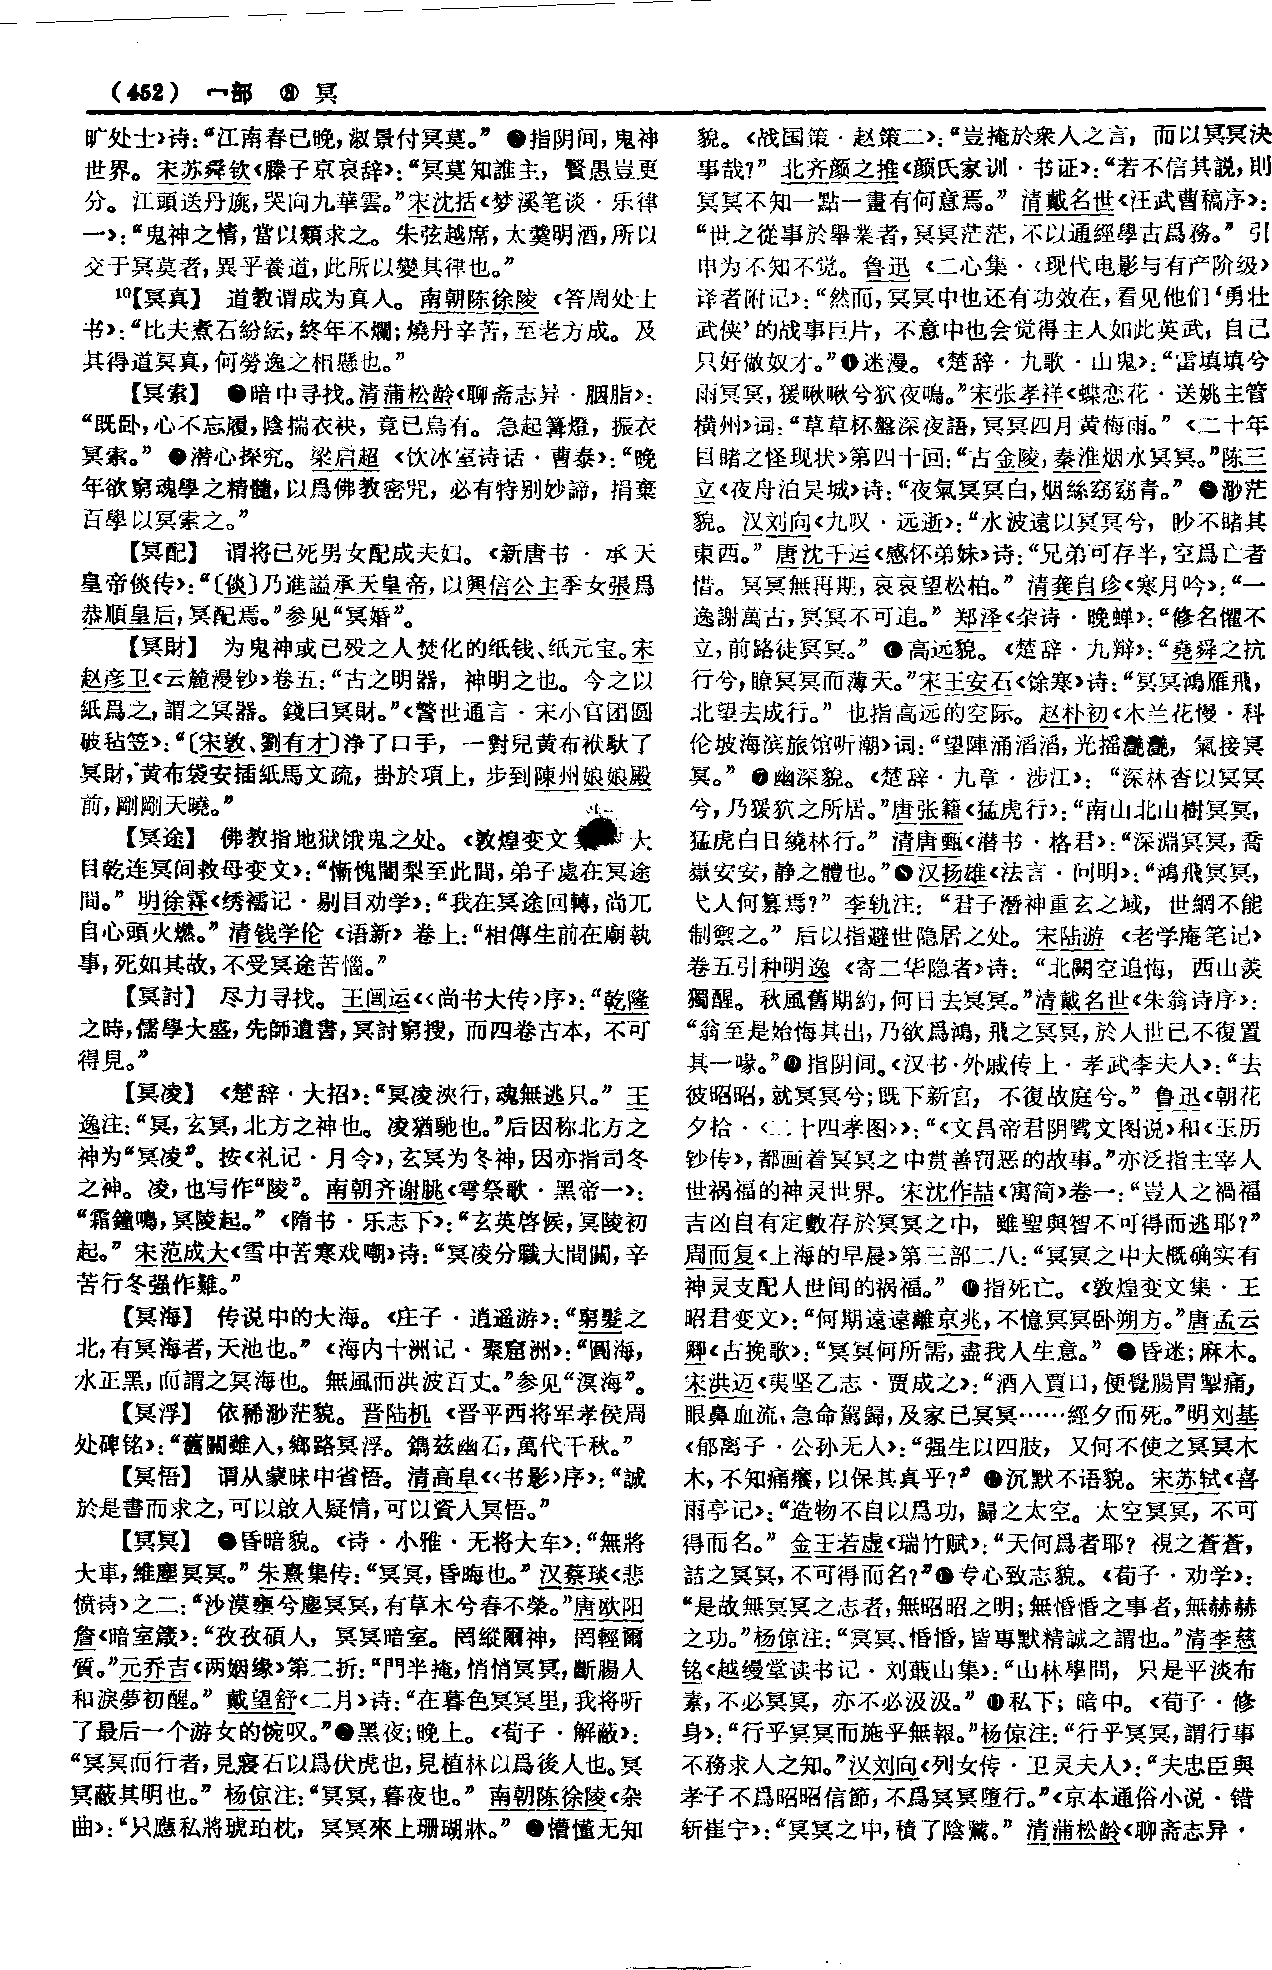 (452) 冖部 ⑧ 冥
旷处士》诗：“江南春已晚，淑景付冥莫。” ❷指阴间，鬼神
世界。宋苏舜钦《滕子京哀辞》：“冥莫知誰主，賢愚豈更
分。江頭送丹旐，哭向九華雲。”宋沈括《梦溪笔谈·乐律
一》：“鬼神之情，當以類求之。朱弦越席，太羹明酒，所以
交于冥莫者，異乎養道，此所以變其律也。”
10【冥真】 道教谓成为真人。南朝陈徐陵《答周处士
书》：“比夫煮石紛紜，終年不爛；燒丹辛苦，至老方成。及
其得道冥真，何勞逸之相懸也。”
【冥索】 ❶暗中寻找。清蒲松龄《聊斋志异·胭脂》：
“既卧，心不忘履，陰揣衣袂，竟已烏有。急起篝燈，振衣
冥索。” ❷潜心探究。梁启超《饮冰室诗话·曹泰》：“晚
年欲窮魂學之精髓，以爲佛教密咒，必有特别妙諦，捐棄
百學以冥索之。”
【冥配】 谓将已死男女配成夫妇。《新唐书·承天
皇帝倓传》：“〔倓〕乃進謚承天皇帝，以興信公主季女張爲
恭順皇后，冥配焉。”参见“冥婚”。
【冥财】 为鬼神或已殁之人焚化的纸钱、纸元宝。宋
赵彦卫《云麓漫钞》卷五：“古之明器，神明之也。今之以
紙爲之，謂之冥器。錢曰冥財。”《警世通言·宋小官团圆
破毡笠》：“〔宋敦、劉有才〕净了口手，一對兒黄布袱馱了
冥財，黄布袋安插紙馬文疏，掛於項上，步到陳州娘娘殿
前，剛剛天曉。”
【冥途】 佛教指地狱饿鬼之处。《敦煌变文 大
目乾连冥间救母变文》：“慚愧闍梨至此間，弟子處在冥途
間。”明徐霖《绣襦记·剔目劝学》：“我在冥途回轉，尚兀
自心頭火燃。”清钱学伦《语新》卷上：“相傳生前在廟執
事，死如其故，不受冥途苦惱。”
【冥討】 尽力寻找。王闿运《〈尚书大传〉序》：“乾隆
之時，儒學大盛，先師遺書，冥討窮搜，而四卷古本，不可
得見。”
【冥凌】 《楚辞·大招》：“冥凌浹行，魂無逃只。”王
逸注：“冥，玄冥，北方之神也。凌猶馳也。”后因称北方之
神为“冥凌”。按《礼记·月令》，玄冥为冬神，因亦指司冬
之神。凌，也写作“陵”。南朝齐谢朓《雩祭歌·黑帝一》：
“霜鐘鳴，冥陵起。”《隋书·乐志下》：“玄英啓侯，冥陵初
起。”宋范成大《雪中苦寒戏嘲》诗：“冥凌分職大間闢，辛
苦行冬强作難。”
【冥海】 传说中的大海。《庄子·逍遥游》：“窮髮之
北，有冥海者，天池也。”《海内十洲记·聚窟洲》：“圓海，
水正黑，而謂之冥海也。無風而洪波百丈。”参见“溟海”。
【冥浮】 依稀渺茫貌。晋陆机《晋平西将军孝侯周
处碑铭》：“舊關雖入，鄉路冥浮。鐫兹幽石，萬代千秋。”
【冥悟】 谓从蒙昧中省悟。清高阜《〈书影〉序》：“誠
於是書而求之，可以啟人疑情，可以資人冥悟。”
【冥冥】 ❶昏暗貌。《诗·小雅·无将大车》：“無將
大車，維塵冥冥。”朱熹集传：“冥冥，昏晦也。”汉蔡琰《悲
愤诗》之二：“沙漠壅兮塵冥冥，有草木兮春不榮。”唐欧阳
詹《暗室箴》：“孜孜碩人，冥冥暗室。罔縱爾神，罔輕爾
質。”元乔吉《两姻缘》第二折：“門半掩，悄悄冥冥，斷腸人
和淚夢初醒。”戴望舒《二月》诗：“在暮色冥冥里，我将听
了最后一个游女的惋叹。”❷黑夜；晚上。《荀子·解蔽》：
“冥冥而行者，見寢石以爲伏虎也，見植林以爲後人也。冥
冥蔽其明也。”杨倞注：“冥冥，暮夜也。”南朝陈徐陵《杂
曲》：“只應私將琥珀枕，冥冥來上珊瑚牀。” ❸懵懂无知
貌。《战国策·赵策二》：“豈掩於衆人之言，而以冥冥決
事哉？”北齐颜之推《颜氏家训·书证》：“若不信其説，則
冥冥不知一點一畫有何意焉。”清戴名世《汪武曹稿序》：
“世之從事於舉業者，冥冥茫茫，不以通經學古爲務。”引
申为不知不觉。鲁迅《二心集·〈现代电影与有产阶级〉
译者附记》：“然而，冥冥中也还有功效在，看见他们‘勇壮
武侠’的战事巨片，不意中也会觉得主人如此英武，自己
只好做奴才。”❹迷漫。《楚辞·九歌·山鬼》：“雷填填兮
雨冥冥，猨啾啾兮狖夜鳴。”宋张孝祥《蝶恋花·送姚主管
横州》词：“草草杯盤深夜語，冥冥四月黄梅雨。”《二十年
目睹之怪现状》第四十回：“古金陵，秦淮烟水冥冥。”陈三
立《夜舟泊吴城》诗：“夜氣冥冥白，烟絲窈窈青。” ❺渺茫
貌。汉刘向《九叹·远逝》：“水波遠以冥冥兮，眇不睹其
東西。”唐沈千运《感怀弟妹》诗：“兄弟可存半，空爲亡者
惜。冥冥無再期，哀哀望松柏。”清龚自珍《寒月吟》：“一
逸謝萬古，冥冥不可追。”郑泽《杂诗·晚蝉》：“修名懼不
立，前路徒冥冥。” ❻高远貌。《楚辞·九辩》：“堯舜之抗
行兮，瞭冥冥而薄天。”宋王安石《馀寒》诗：“冥冥鴻雁飛，
北望去成行。”也指高远的空际。赵朴初《木兰花慢·科
伦坡海滨旅馆听潮》词：“望陣涌滔滔，光摇灔灔，氣接冥
冥。” ❼幽深貌。《楚辞·九章·涉江》：“深林杳以冥冥
兮，乃猨狖之所居。”唐张籍《猛虎行》：“南山北山樹冥冥，
猛虎白日繞林行。”清唐甄《潜书·格君》：“深淵冥冥，喬
嶽安安，静之體也。”❽汉扬雄《法言·问明》：“鴻飛冥冥，
弋人何篡焉？”李轨注：“君子潛神重玄之域，世網不能
制禦之。”后以指避世隐居之处。宋陆游《老学庵笔记》
卷五引种明逸《寄二华隐者》诗：“北闕空追悔，西山羡
獨醒。秋風舊期約，何日去冥冥。”清戴名世《朱翁诗序》：
“翁至是始悔其出，乃欲爲鴻，飛之冥冥，於人世已不復置
其一喙。”❾指阴间。《汉书·外戚传上·孝武李夫人》：“去
彼昭昭，就冥冥兮；既下新宫，不復故庭兮。”鲁迅《朝花
夕拾·〈二十四孝图〉》：“《文昌帝君阴骘文图说》和《玉历
钞传》，都画着冥冥之中赏善罚恶的故事。”亦泛指主宰人
世祸福的神灵世界。宋沈作喆《寓简》卷一：“豈人之禍福
吉凶自有定數存於冥冥之中，雖聖與智不可得而逃耶？”
周而复《上海的早晨》第三部二八：“冥冥之中大概确实有
神灵支配人世间的祸福。” ❿指死亡。《敦煌变文集·王
昭君变文》：“何期遠遠離京兆，不憶冥冥卧朔方。”唐孟云
卿《古挽歌》：“冥冥何所需，盡我人生意。” ⓫昏迷；麻木。
宋洪迈《夷坚乙志·贾成之》：“酒入賈口，便覺腸胃掣痛，
眼鼻血流，急命駕歸，及家已冥冥……經夕而死。”明刘基
《郁离子·公孙无人》：“强生以四肢，又何不使之冥冥木
木，不知痛癢，以保其真乎？” ⓬沉默不语貌。宋苏轼《喜
雨亭记》：“造物不自以爲功，歸之太空。太空冥冥，不可
得而名。”金王若虚《瑞竹赋》：“天何爲者耶？視之蒼蒼，
詰之冥冥，不可得而名？”⓭专心致志貌。《荀子·劝学》：
“是故無冥冥之志者，無昭昭之明；無惛惛之事者，無赫赫
之功。”杨倞注：“冥冥、惛惛，皆專默精誠之謂也。”清李慈
铭《越缦堂读书记·刘蕺山集》：“山林學問，只是平淡布
素，不必冥冥，亦不必汲汲。” ⓮私下；暗中。《荀子·修
身》：“行乎冥冥而施乎無報。”杨倞注：“行乎冥冥，謂行事
不務求人之知。”汉刘向《列女传·卫灵夫人》：“夫忠臣與
孝子不爲昭昭信節，不爲冥冥墮行。”《京本通俗小说·错
斩崔宁》：“冥冥之中，積了陰騭。”清蒲松龄《聊斋志异·